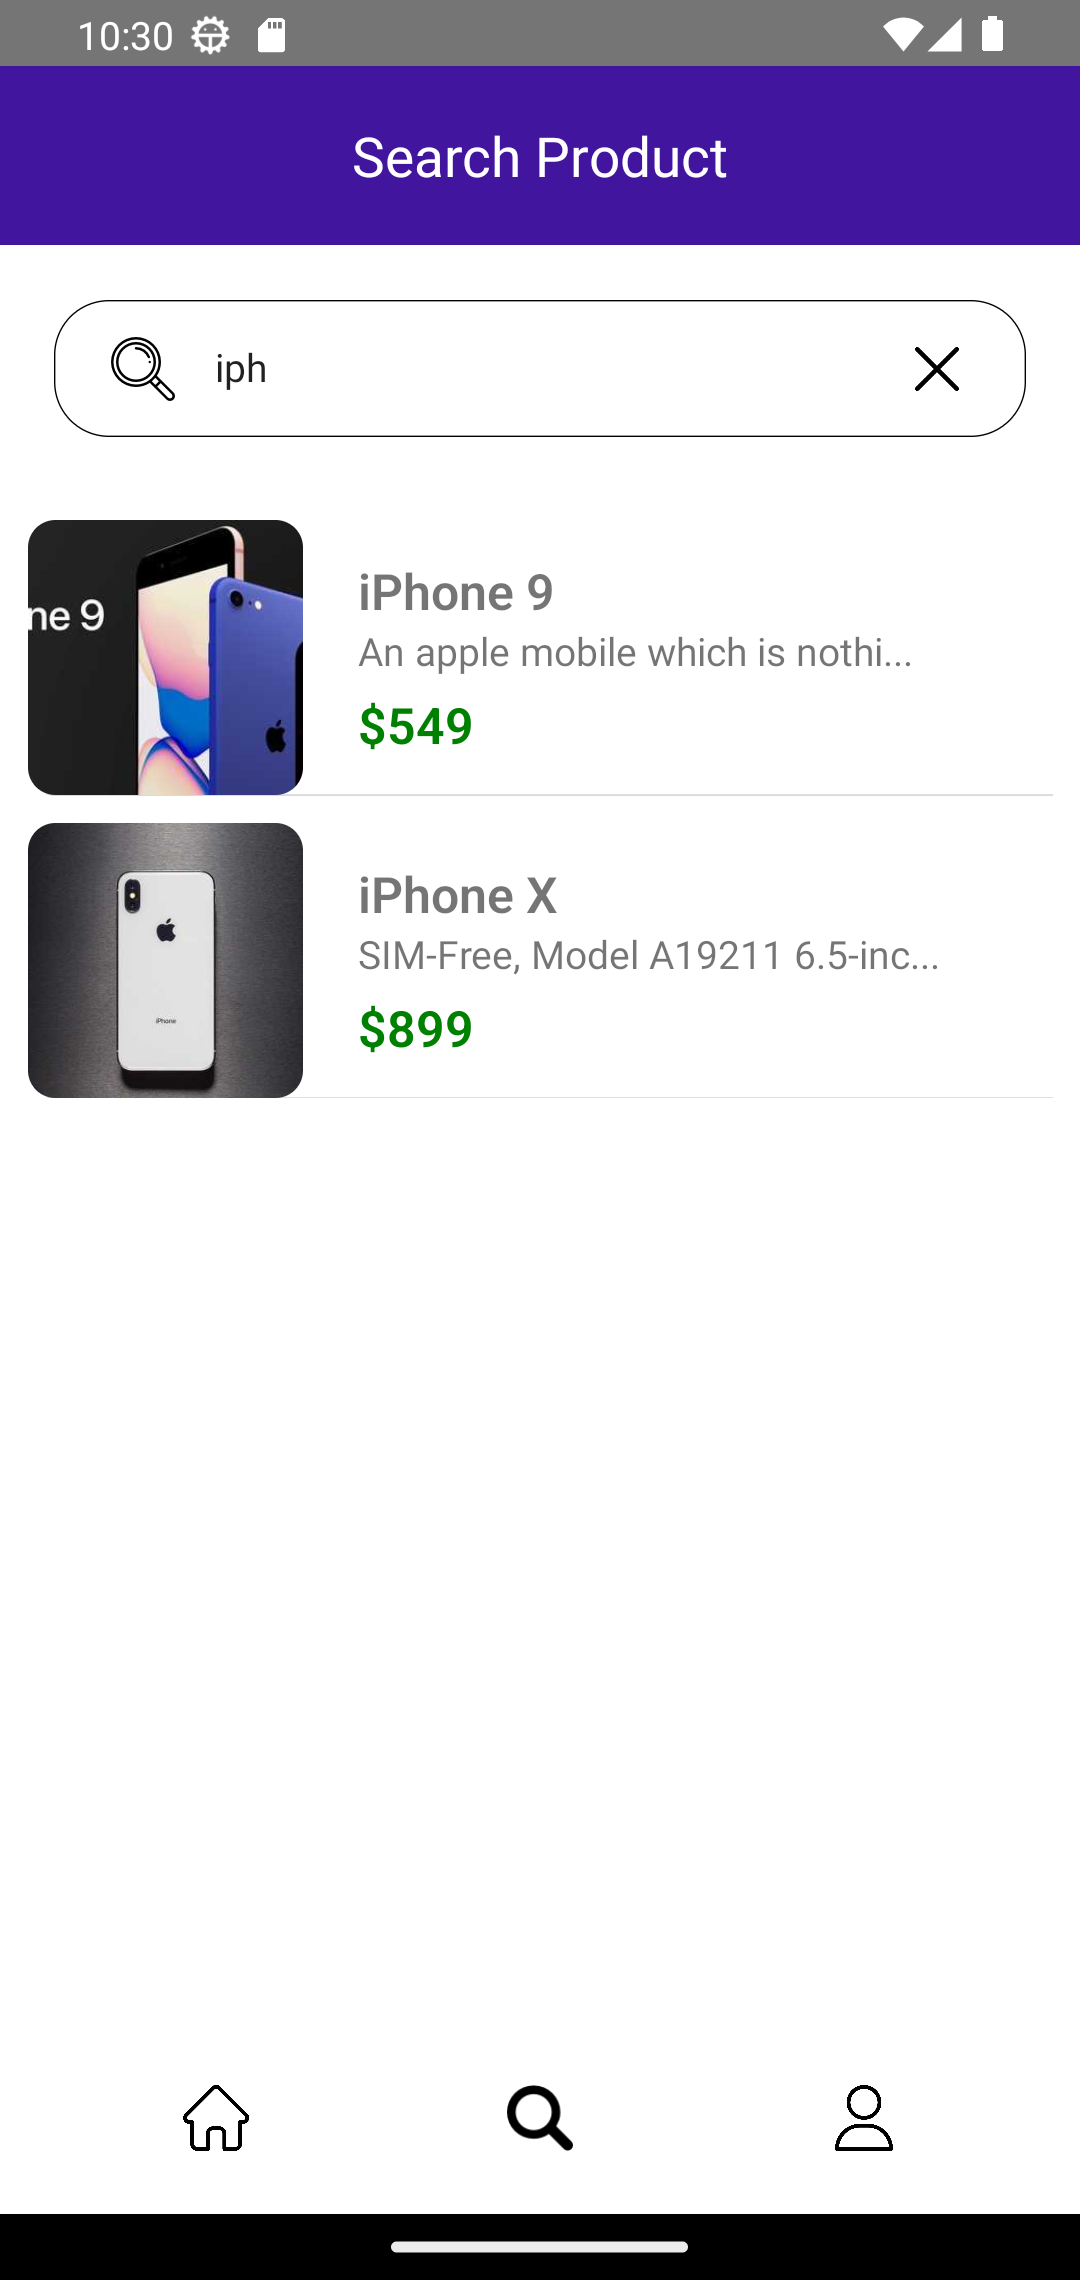 10:30
Search Product
iph
ne 9
iPhone 9
An apple mobile which is nothi...
$549
iPhone
iPhone X
SIM-Free, Model A19211 6.5-inc...
$899